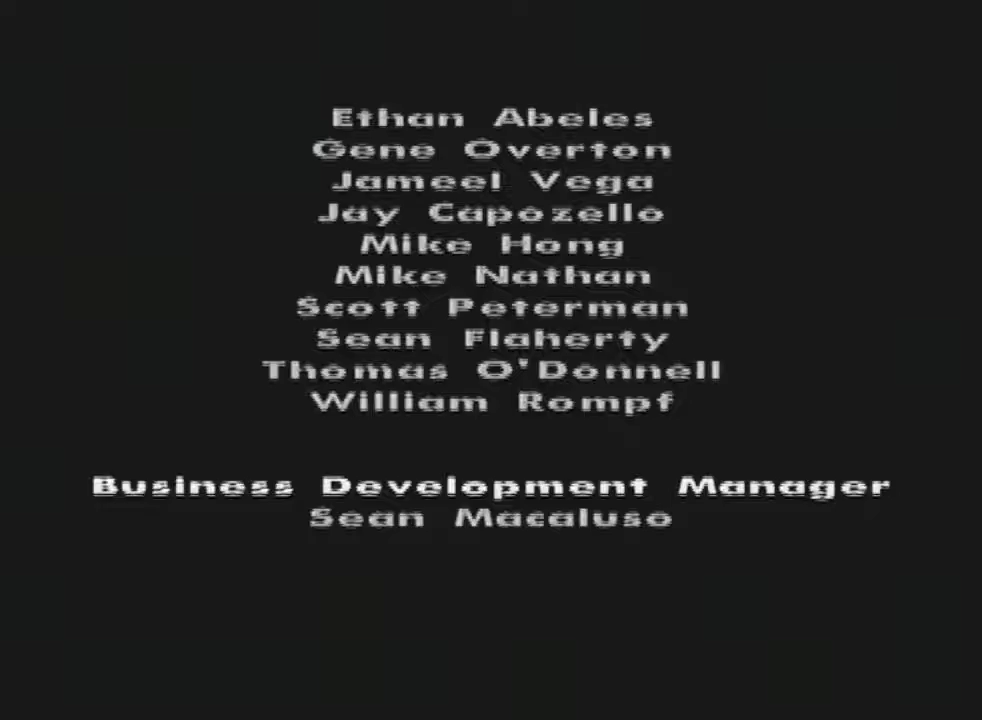 Ethan Abeles
Gene Overton
Jameel Vega
Jay Capozello
Mike Hong
Mike Nathan
Scott Peterman
Sean Flaherty
Thomas O'Donnell
William Rompf
Business Development Manager
Sean Macaluso